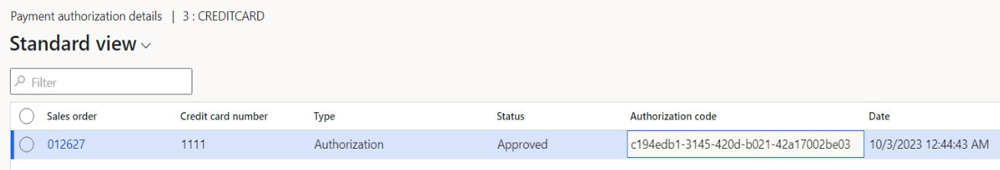 Payment authorization details | 3 : CREDITCARD
Standard view
Filter
Sales order Credit card number Type Status Authorization code Date
012627 1111 Authorization Approved c194edb1-3145-420d-b021-42a17002be03 10/3/2023 12:44:43 AM